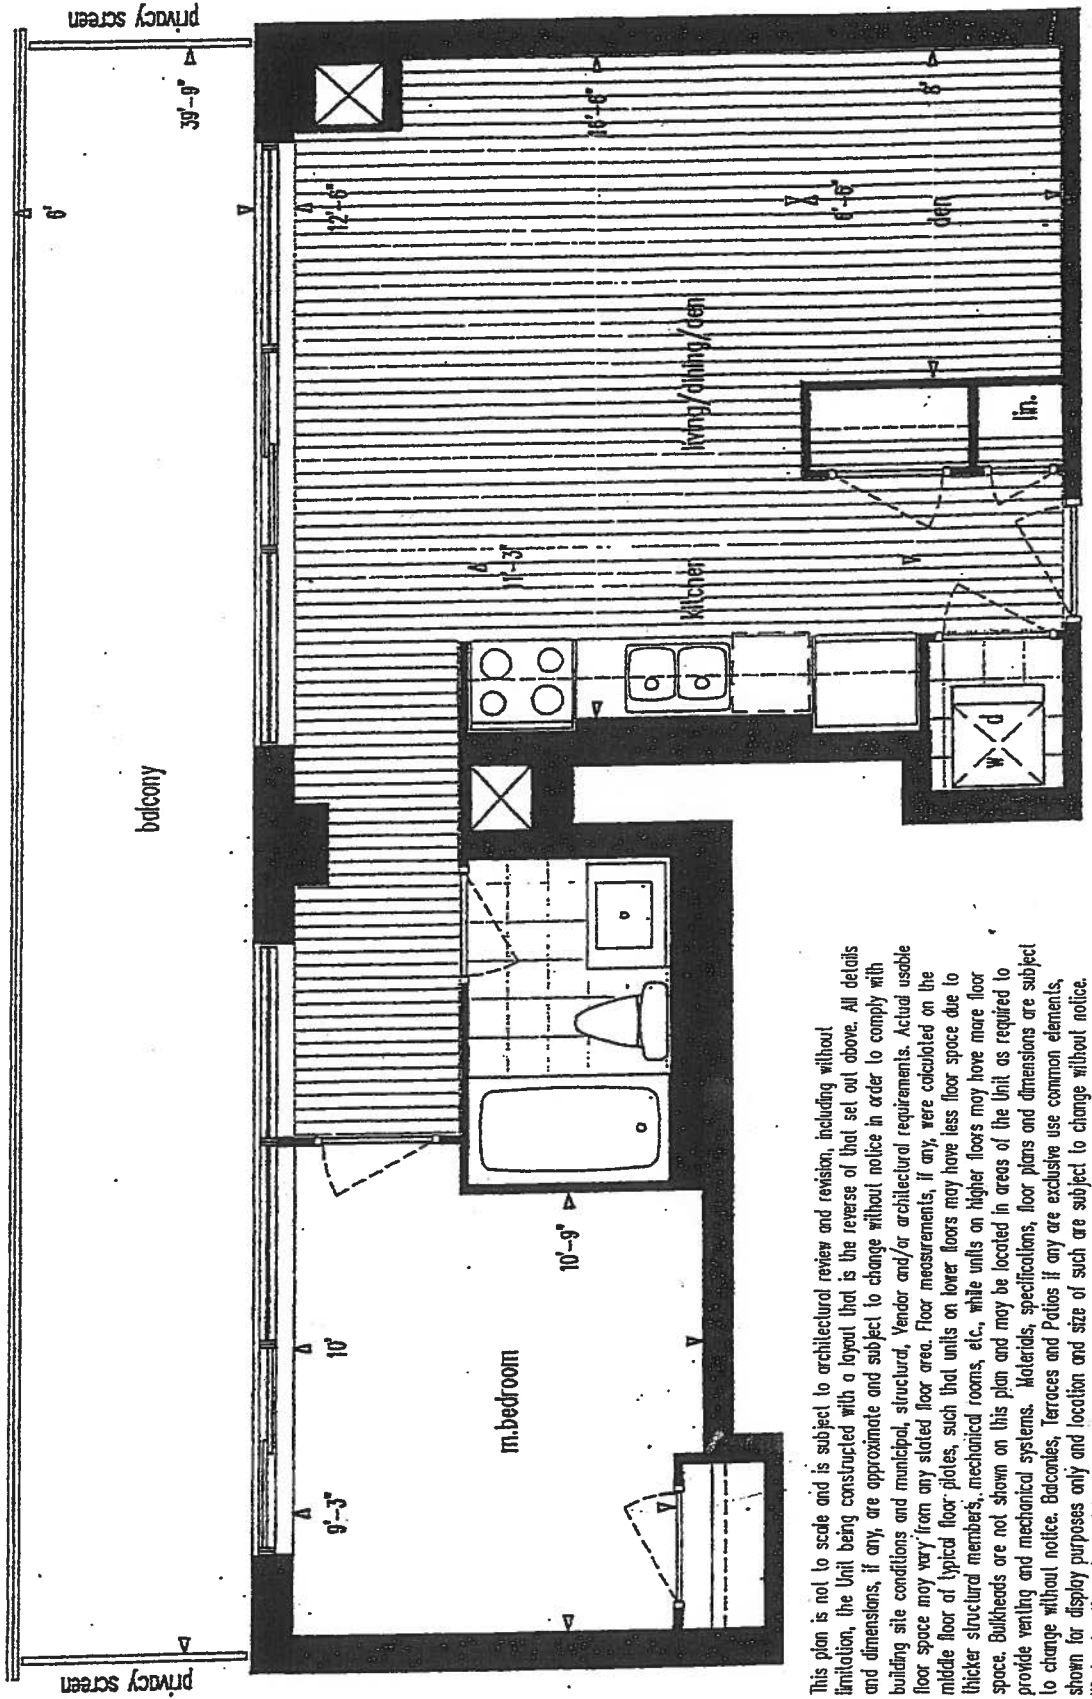 privacy screen
39'-9"
6'
balcony
privacy screen
12'-6"
16'-6"
8'
6'-6"
den
living/dining/den
lin.
11'-3"
kitchen
w d
10'-9"
10'
m.bedroom
9'-3"
This plan is not to scale and is subject to architectural review and revision, including without
limitation, the Unit being constructed with a layout that is the reverse of that set out above. All details
and dimensions, if any, are approximate and subject to change without notice in order to comply with
building site conditions and municipal, structural, Vendor and/or architectural requirements. Actual usable
floor space may vary from any stated floor area. Floor measurements, if any, were calculated on the
middle floor of typical floor plates, such that units on lower floors may have less floor space due to
thicker structural members, mechanical rooms, etc., while units on higher floors may have more floor
space. Bulkheads are not shown on this plan and may be located in areas of the Unit as required to
provide venting and mechanical systems. Materials, specifications, floor plans and dimensions are subject
to change without notice. Balconies, Terraces and Patios if any are exclusive use common elements,
shown for display purposes only and location and size of such are subject to change without notice.